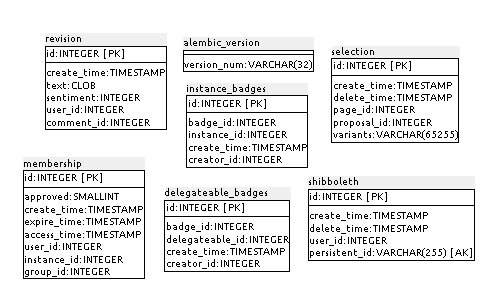 revision
id:INTEGER [PK]
create_time:TIMESTAMP
text:CLOB
sentiment:INTEGER
user_id:INTEGER
comment_id:INTEGER
alembic_version
version_num:VARCHAR(32)
instance_badges
id:INTEGER [PK]
badge_id:INTEGER
instance_id:INTEGER
create_time:TIMESTAMP
creator_id:INTEGER
selection
id:INTEGER [PK]
create_time:TIMESTAMP
delete_time:TIMESTAMP
page_id:INTEGER
proposal_id:INTEGER
variants:VARCHAR(65255)
membership
id:INTEGER [PK]
approved:SMALLINT
create_time:TIMESTAMP
expire_time:TIMESTAMP
access_time:TIMESTAMP
user_id:INTEGER
instance_id:INTEGER
group_id:INTEGER
delegateable_badges
id:INTEGER [PK]
badge_id:INTEGER
delegateable_id:INTEGER
create_time:TIMESTAMP
creator_id:INTEGER
shibboleth
id:INTEGER [PK]
create_time:TIMESTAMP
delete_time:TIMESTAMP
user_id:INTEGER
persistent_id:VARCHAR(255) [AK]